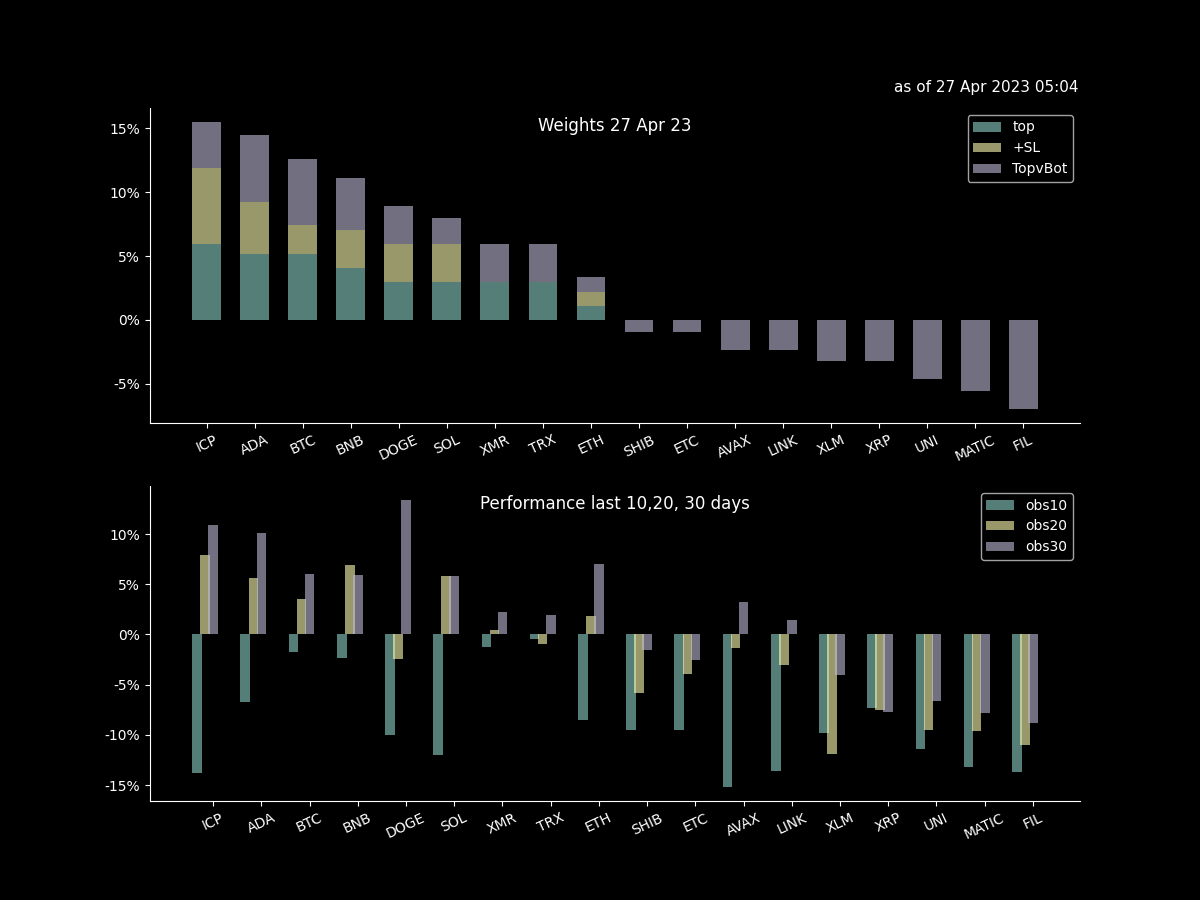 as of 27 Apr 2023 05:04
Weights 27 Apr 23
top
+SL
TopvBot
15%
10%
5%
0%
-5%
ICP ADA BTC BNB DOGE SOL XMR TRX ETH SHIB ETC AVAX LINK XLM XRP UNI MATIC FIL
Performance last 10,20, 30 days
obs10
obs20
obs30
10%
5%
0%
-5%
-10%
-15%
ICP ADA BTC BNB DOGE SOL XMR TRX ETH SHIB ETC AVAX LINK XLM XRP UNI MATIC FIL